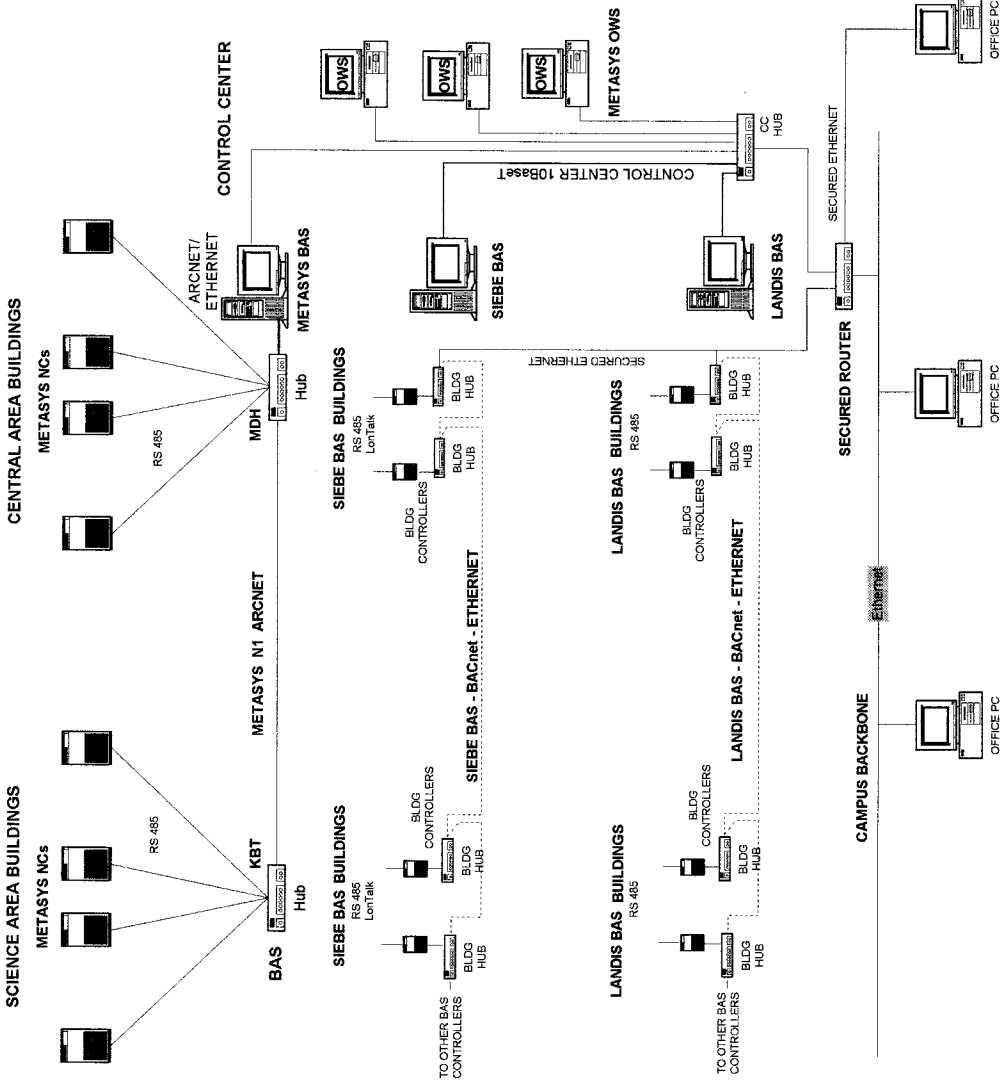 SCIENCE AREA BUILDINGS
METASYS NCs
RS 485
KBT
Hub
BAS
METASYS N1 ARCNET
CENTRAL AREA BUILDINGS
METASYS NCs
RS 485
MDH
Hub
ARCNET/
ETHERNET
METASYS BAS
CONTROL CENTER
OWS
OWS
OWS
METASYS OWS
SIEBE BAS BUILDINGS
RS 485
LonTalk
BLDG
CONTROLLERS
BLDG
HUB
BLDG
HUB
TO OTHER BAS
CONTROLLERS
SIEBE BAS - BACnet - ETHERNET
SIEBE BAS BUILDINGS
RS 485
LonTalk
BLDG
CONTROLLERS
BLDG
HUB
BLDG
HUB
SIEBE BAS
CONTROL CENTER 10BaseT
CC
HUB
SECURED ETHERNET
LANDIS BAS BUILDINGS
RS 485
BLDG
CONTROLLERS
BLDG
HUB
BLDG
HUB
TO OTHER BAS
CONTROLLERS
LANDIS BAS - BACnet - ETHERNET
LANDIS BAS BUILDINGS
RS 485
BLDG
CONTROLLERS
BLDG
HUB
BLDG
HUB
LANDIS BAS
SECURED ROUTER
SECURED ETHERNET
CAMPUS BACKBONE
Ethernet
OFFICE PC
OFFICE PC
OFFICE PC